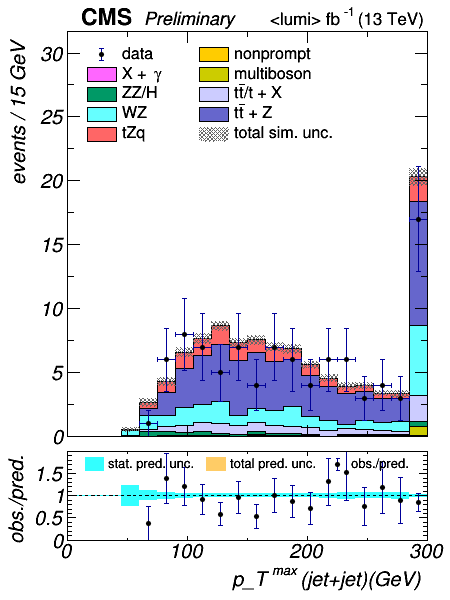 CMS Preliminary <lumi> fb⁻¹ (13 TeV)
events / 15 GeV
30
25
20
15
10
5
0
data
X + γ
ZZ/H
WZ
tZq
nonprompt
multiboson
tt̄/t + X
tt̄ + Z
total sim. unc.
obs./pred.
1.5
1
0.5
0
stat. pred. unc. total pred. unc. obs./pred.
0 100 200 300
p_T^max (jet+jet)(GeV)